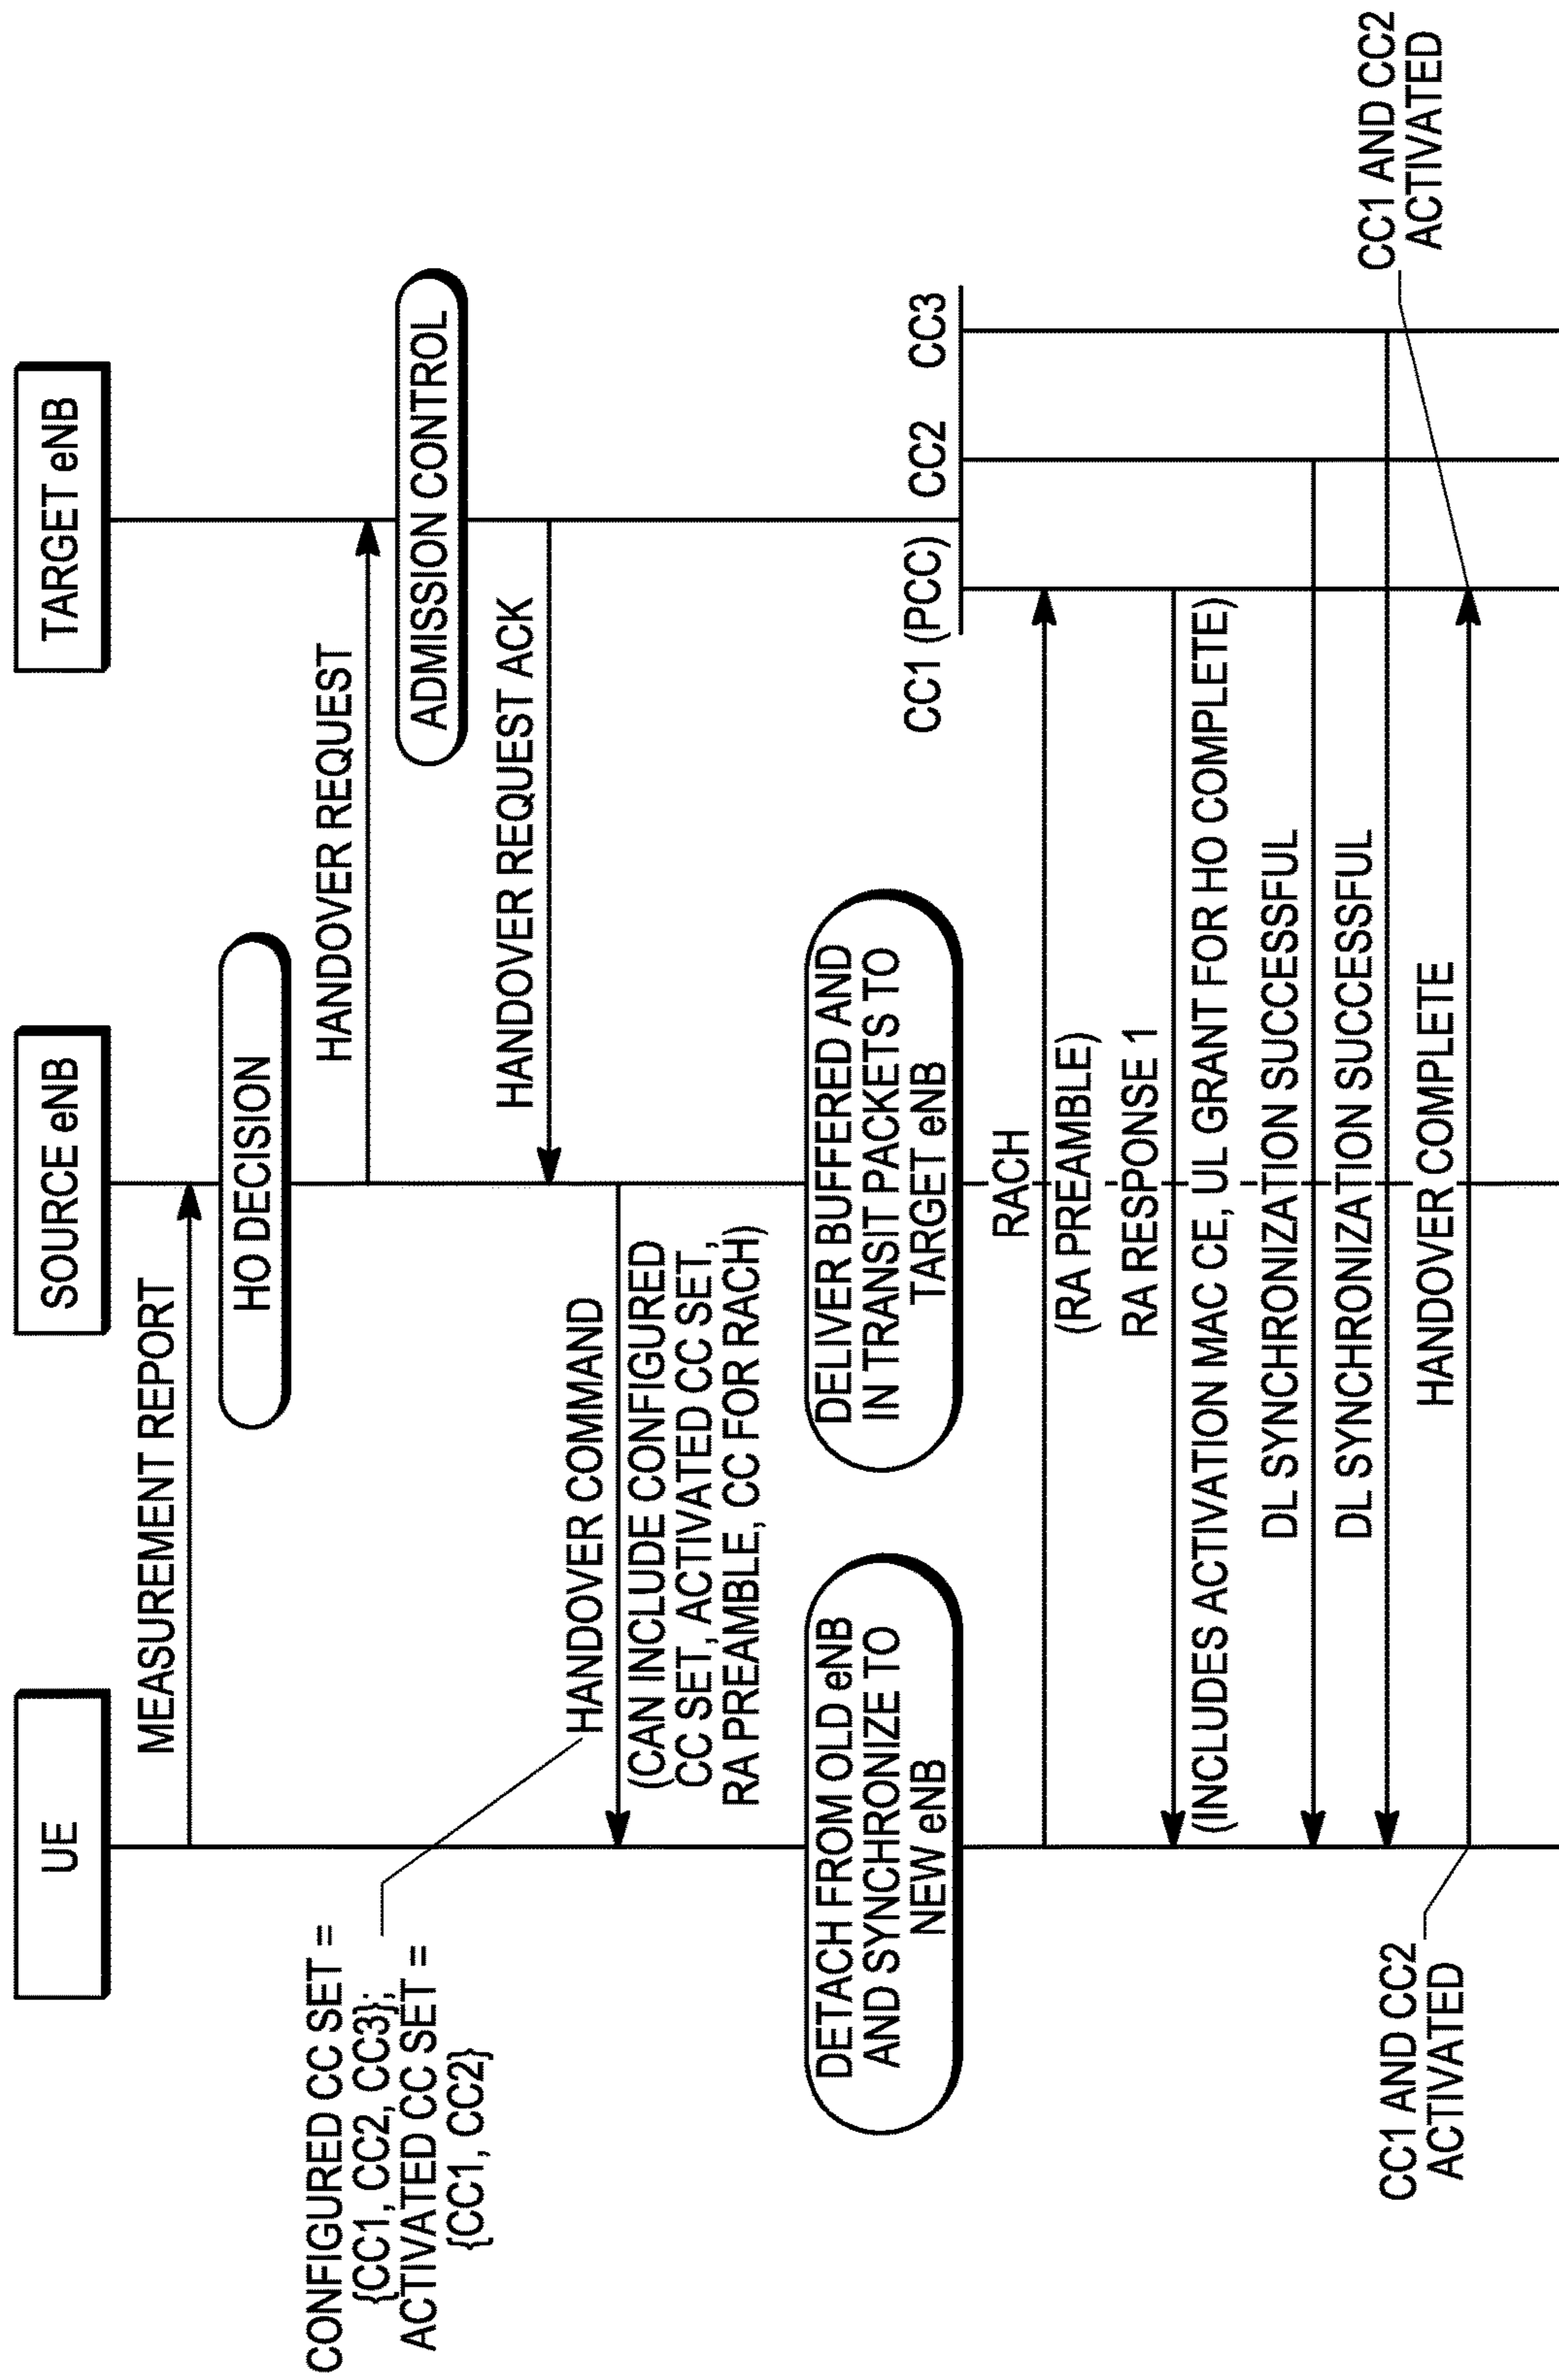 UE
SOURCE eNB
TARGET eNB
MEASUREMENT REPORT
HO DECISION
HANDOVER REQUEST
ADMISSION CONTROL
HANDOVER REQUEST ACK
CONFIGURED CC SET =
{CC1, CC2, CC3};
ACTIVATED CC SET =
{CC1, CC2}
HANDOVER COMMAND
(CAN INCLUDE CONFIGURED
CC SET, ACTIVATED CC SET,
RA PREAMBLE, CC FOR RACH)
DETACH FROM OLD eNB
AND SYNCHRONIZE TO
NEW eNB
DELIVER BUFFERED AND
IN TRANSIT PACKETS TO
TARGET eNB
CC1 (PCC) CC2 CC3
RACH
(RA PREAMBLE)
RA RESPONSE 1
(INCLUDES ACTIVATION MAC CE, UL GRANT FOR HO COMPLETE)
DL SYNCHRONIZATION SUCCESSFUL
DL SYNCHRONIZATION SUCCESSFUL
HANDOVER COMPLETE
CC1 AND CC2
ACTIVATED
CC1 AND CC2
ACTIVATED